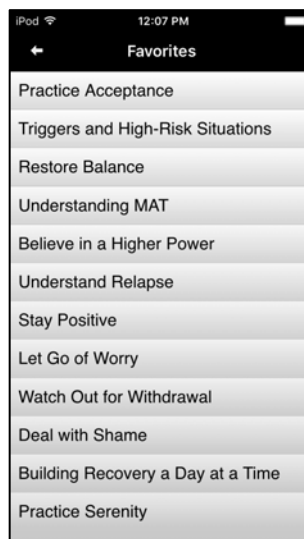 iPod 12:07 PM
Favorites
Practice Acceptance
Triggers and High-Risk Situations
Restore Balance
Understanding MAT
Believe in a Higher Power
Understand Relapse
Stay Positive
Let Go of Worry
Watch Out for Withdrawal
Deal with Shame
Building Recovery a Day at a Time
Practice Serenity